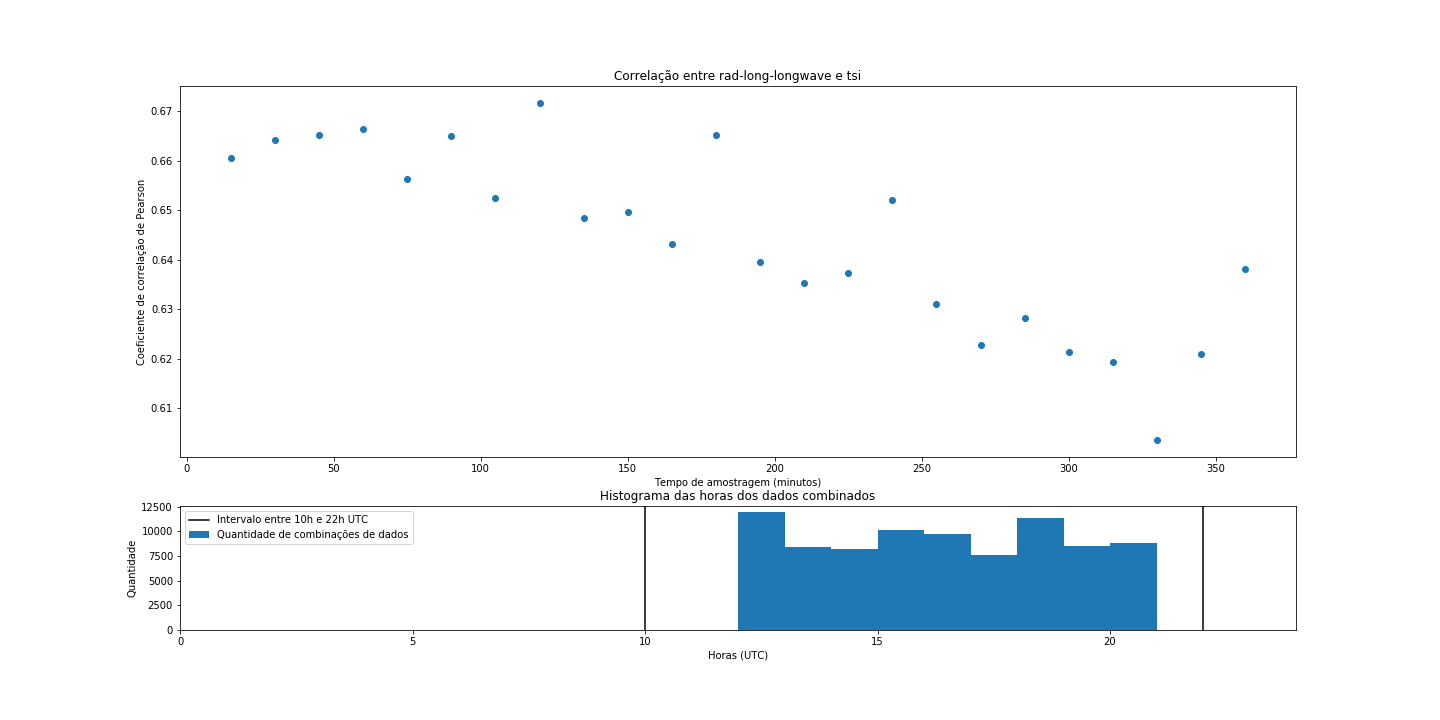 Correlação entre rad-long-longwave e tsi
0.67
0.66
0.65
0.64
0.63
0.62
0.61
Coeficiente de correlação de Pearson
0 50 100 150 200 250 300 350
Tempo de amostragem (minutos)
Histograma das horas dos dados combinados
12500
10000
7500
5000
2500
0
Quantidade
Intervalo entre 10h e 22h UTC
Quantidade de combinações de dados
0 5 10 15 20
Horas (UTC)